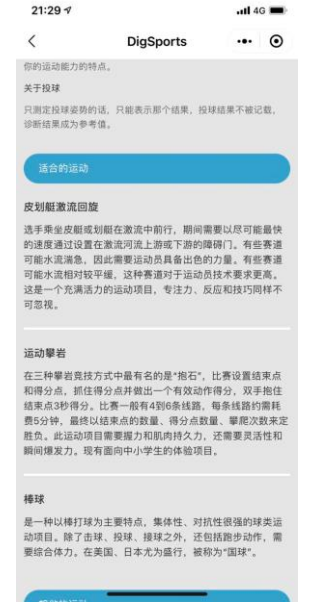 21:29
4G
DigSports
你的运动能力的特点。
关于投球
只测定投球姿势的话，只能表示那个结果，投球结果不被记载，
诊断结果成为参考值。
适合的运动
皮划艇激流回旋
选手乘坐皮艇或划艇在激流中前行，期间需要以尽可能最快
的速度通过设置在激流河流上游或下游的障碍门。有些赛道
可能水流湍急，因此需要运动员具备出色的力量。有些赛道
可能水流相对较平缓，这种赛道对于运动员技术要求更高。
这是一个充满活力的运动项目，专注力、反应和技巧同样不
可忽视。
运动攀岩
在三种攀岩竞技方式中最有名的是“抱石”，比赛设置结束点
和得分点，抓住得分点并做出一个有效动作得分，双手抱住
结束点3秒得分。比赛一般有4到6条线路，每条线路约需耗
费5分钟，最终以结束点的数量、得分点数量、攀爬次数来定
胜负。此运动项目需要握力和肌肉持久力，还需要灵活性和
瞬间爆发力。现有面向中小学生的体验项目。
棒球
是一种以棒打球为主要特点，集体性、对抗性很强的球类运
动项目。除了击球、投球、接球之外，还包括跑步动作，需
要综合体力。在美国、日本尤为盛行，被称为“国球”。